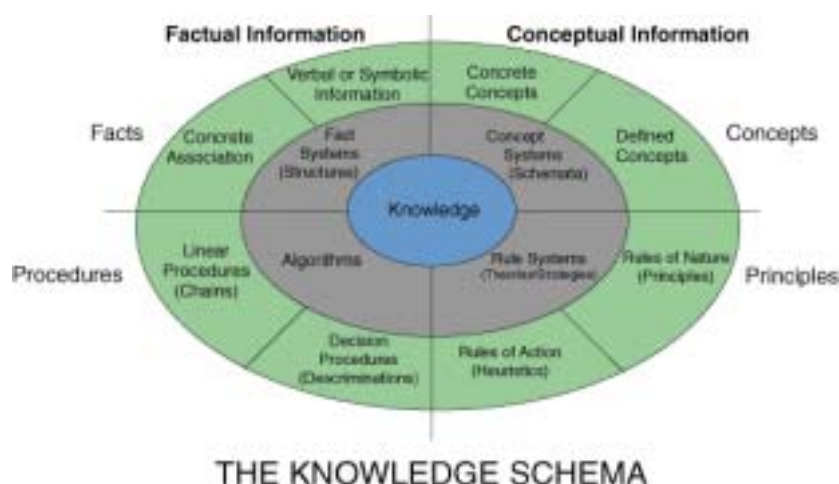 Factual Information
Conceptual Information
Verbal or Symbolic
Information
Concrete
Concepts
Facts
Concrete
Association
Fact
Systems
(Structures)
Concept
Systems
(Schemata)
Defined
Concepts
Concepts
Knowledge
Procedures
Linear
Procedures
(Chains)
Algorithms
Rule Systems
(Theories/Strategies)
Rules of Nature
(Principles)
Principles
Decision
Procedures
(Descriminations)
Rules of Action
(Heuristics)
THE KNOWLEDGE SCHEMA